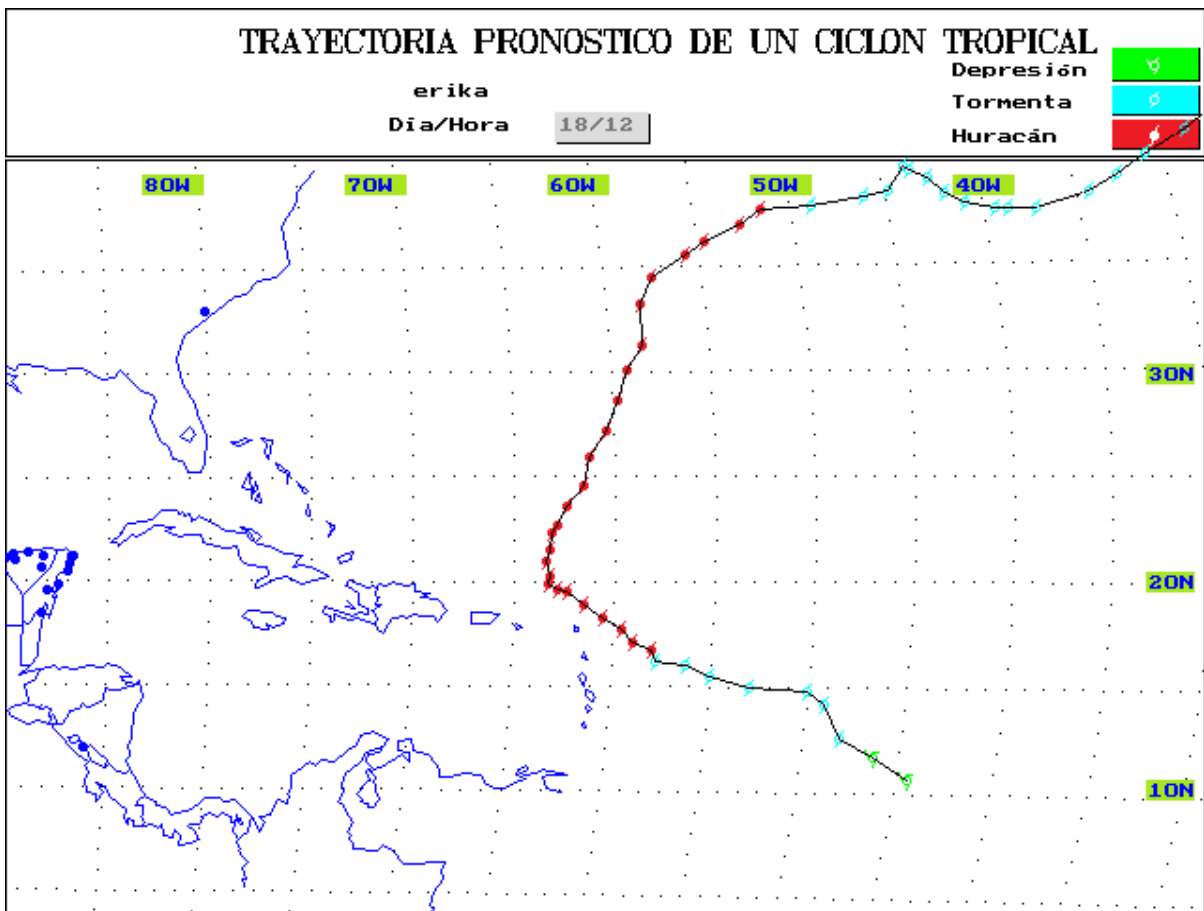 TRAYECTORIA PRONOSTICO DE UN CICLON TROPICAL
erika
Día/Hora 18/12
Depresión
Tormenta
Huracán
80W 70W 60W 50W 40W
30N
20N
10N